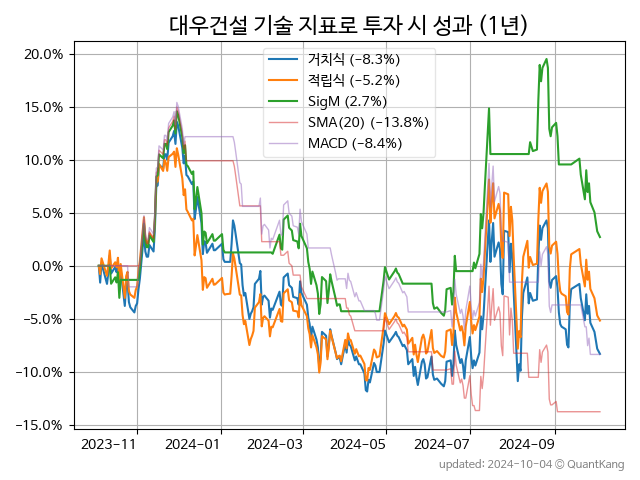 대우건설 기술 지표로 투자 시 성과 (1년)
거치식 (−8.3%)
적립식 (−5.2%)
SigM (2.7%)
SMA(20) (−13.8%)
MACD (−8.4%)
20.0%
15.0%
10.0%
5.0%
0.0%
−5.0%
−10.0%
−15.0%
2023-11 2024-01 2024-03 2024-05 2024-07 2024-09
updated: 2024-10-04 ⓒ QuantKang